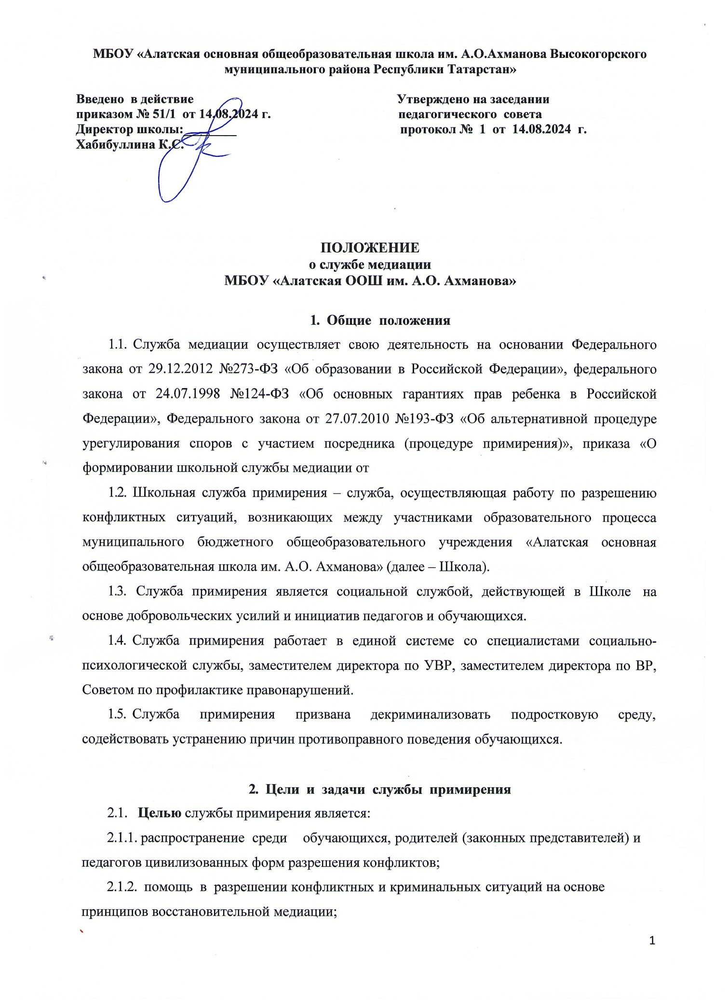 МБОУ «Алатская основная общеобразовательная школа им. А.О.Ахманова Высокогорского
муниципального района Республики Татарстан»
Введено в действие
приказом № 51/1 от 14.08.2024 г.
Директор школы:________
Хабибуллина К.С.
Утверждено на заседании
педагогического совета
протокол № 1 от 14.08.2024 г.
ПОЛОЖЕНИЕ
о службе медиации
МБОУ «Алатская ООШ им. А.О. Ахманова»
1. Общие положения
1.1. Служба медиации осуществляет свою деятельность на основании Федерального
закона от 29.12.2012 №273-ФЗ «Об образовании в Российской Федерации», федерального
закона от 24.07.1998 №124-ФЗ «Об основных гарантиях прав ребенка в Российской
Федерации», Федерального закона от 27.07.2010 №193-ФЗ «Об альтернативной процедуре
урегулирования споров с участием посредника (процедуре примирения)», приказа «О
формировании школьной службы медиации от
1.2. Школьная служба примирения – служба, осуществляющая работу по разрешению
конфликтных ситуаций, возникающих между участниками образовательного процесса
муниципального бюджетного общеобразовательного учреждения «Алатская основная
общеобразовательная школа им. А.О. Ахманова» (далее – Школа).
1.3. Служба примирения является социальной службой, действующей в Школе на
основе добровольческих усилий и инициатив педагогов и обучающихся.
1.4. Служба примирения работает в единой системе со специалистами социально-
психологической службы, заместителем директора по УВР, заместителем директора по ВР,
Советом по профилактике правонарушений.
1.5. Служба примирения призвана декриминализовать подростковую среду,
содействовать устранению причин противоправного поведения обучающихся.
2. Цели и задачи службы примирения
2.1. Целью службы примирения является:
2.1.1. распространение среди обучающихся, родителей (законных представителей) и
педагогов цивилизованных форм разрешения конфликтов;
2.1.2. помощь в разрешении конфликтных и криминальных ситуаций на основе
принципов восстановительной медиации;
1